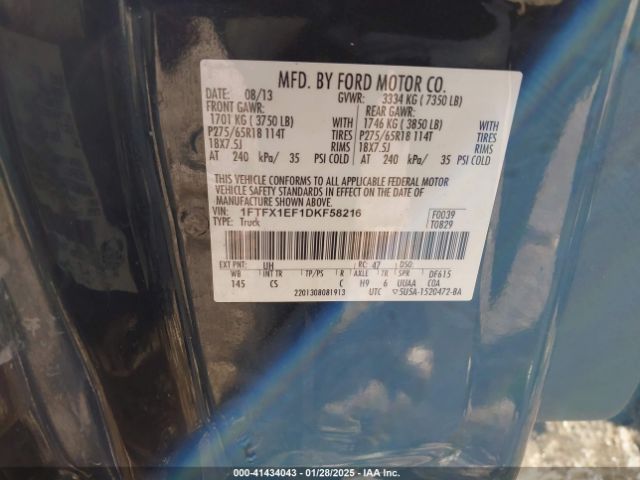 MFD. BY FORD MOTOR CO.
DATE: 08/13 GVWR: 3334 KG ( 7350 LB)
FRONT GAWR: REAR GAWR:
1701 KG ( 3750 LB) WITH 1746 KG ( 3850 LB) WITH
P275/65R18 114T TIRES P275/65R18 114T TIRES
18X7.5J RIMS 18X7.5J RIMS
AT 240 kPa/ 35 PSI COLD AT 240 kPa/ 35 PSI COLD
THIS VEHICLE CONFORMS TO ALL APPLICABLE FEDERAL MOTOR
VEHICLE SAFETY STANDARDS IN EFFECT ON THE DATE OF
MANUFACTURE SHOWN ABOVE.
VIN: 1FTFX1EF1DKF58216 F0039
TYPE: Truck T0829
EXT PNT: UH RC: 47 DSO:
WB INT TR TP/PS R AXLE TR SPR DF615
145 CS C H9 6 UUAA CDA
2201308081913 UTC 5USA-1520472-BA
000-41434043 | 01/28/2025 | IAA Inc.